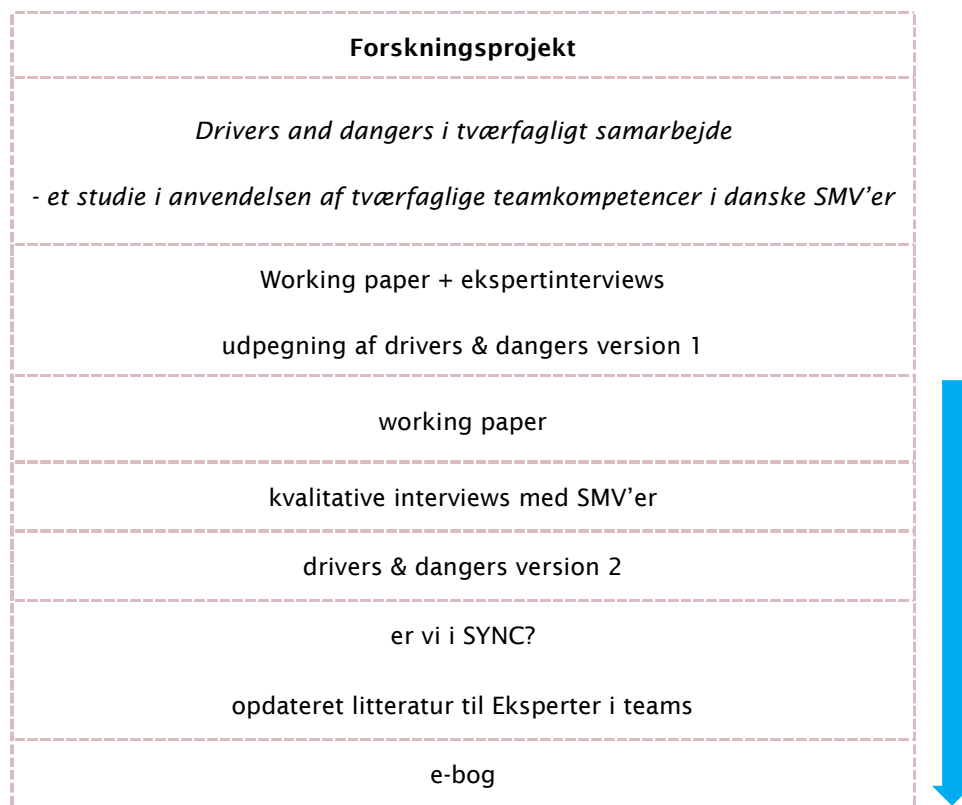 Forskningsprojekt
Drivers and dangers i tværfagligt samarbejde
- et studie i anvendelsen af tværfaglige teamkompetencer i danske SMV’er
Working paper + ekspertinterviews
udpegning af drivers & dangers version 1
working paper
kvalitative interviews med SMV’er
drivers & dangers version 2
er vi i SYNC?
opdateret litteratur til Eksperter i teams
e-bog